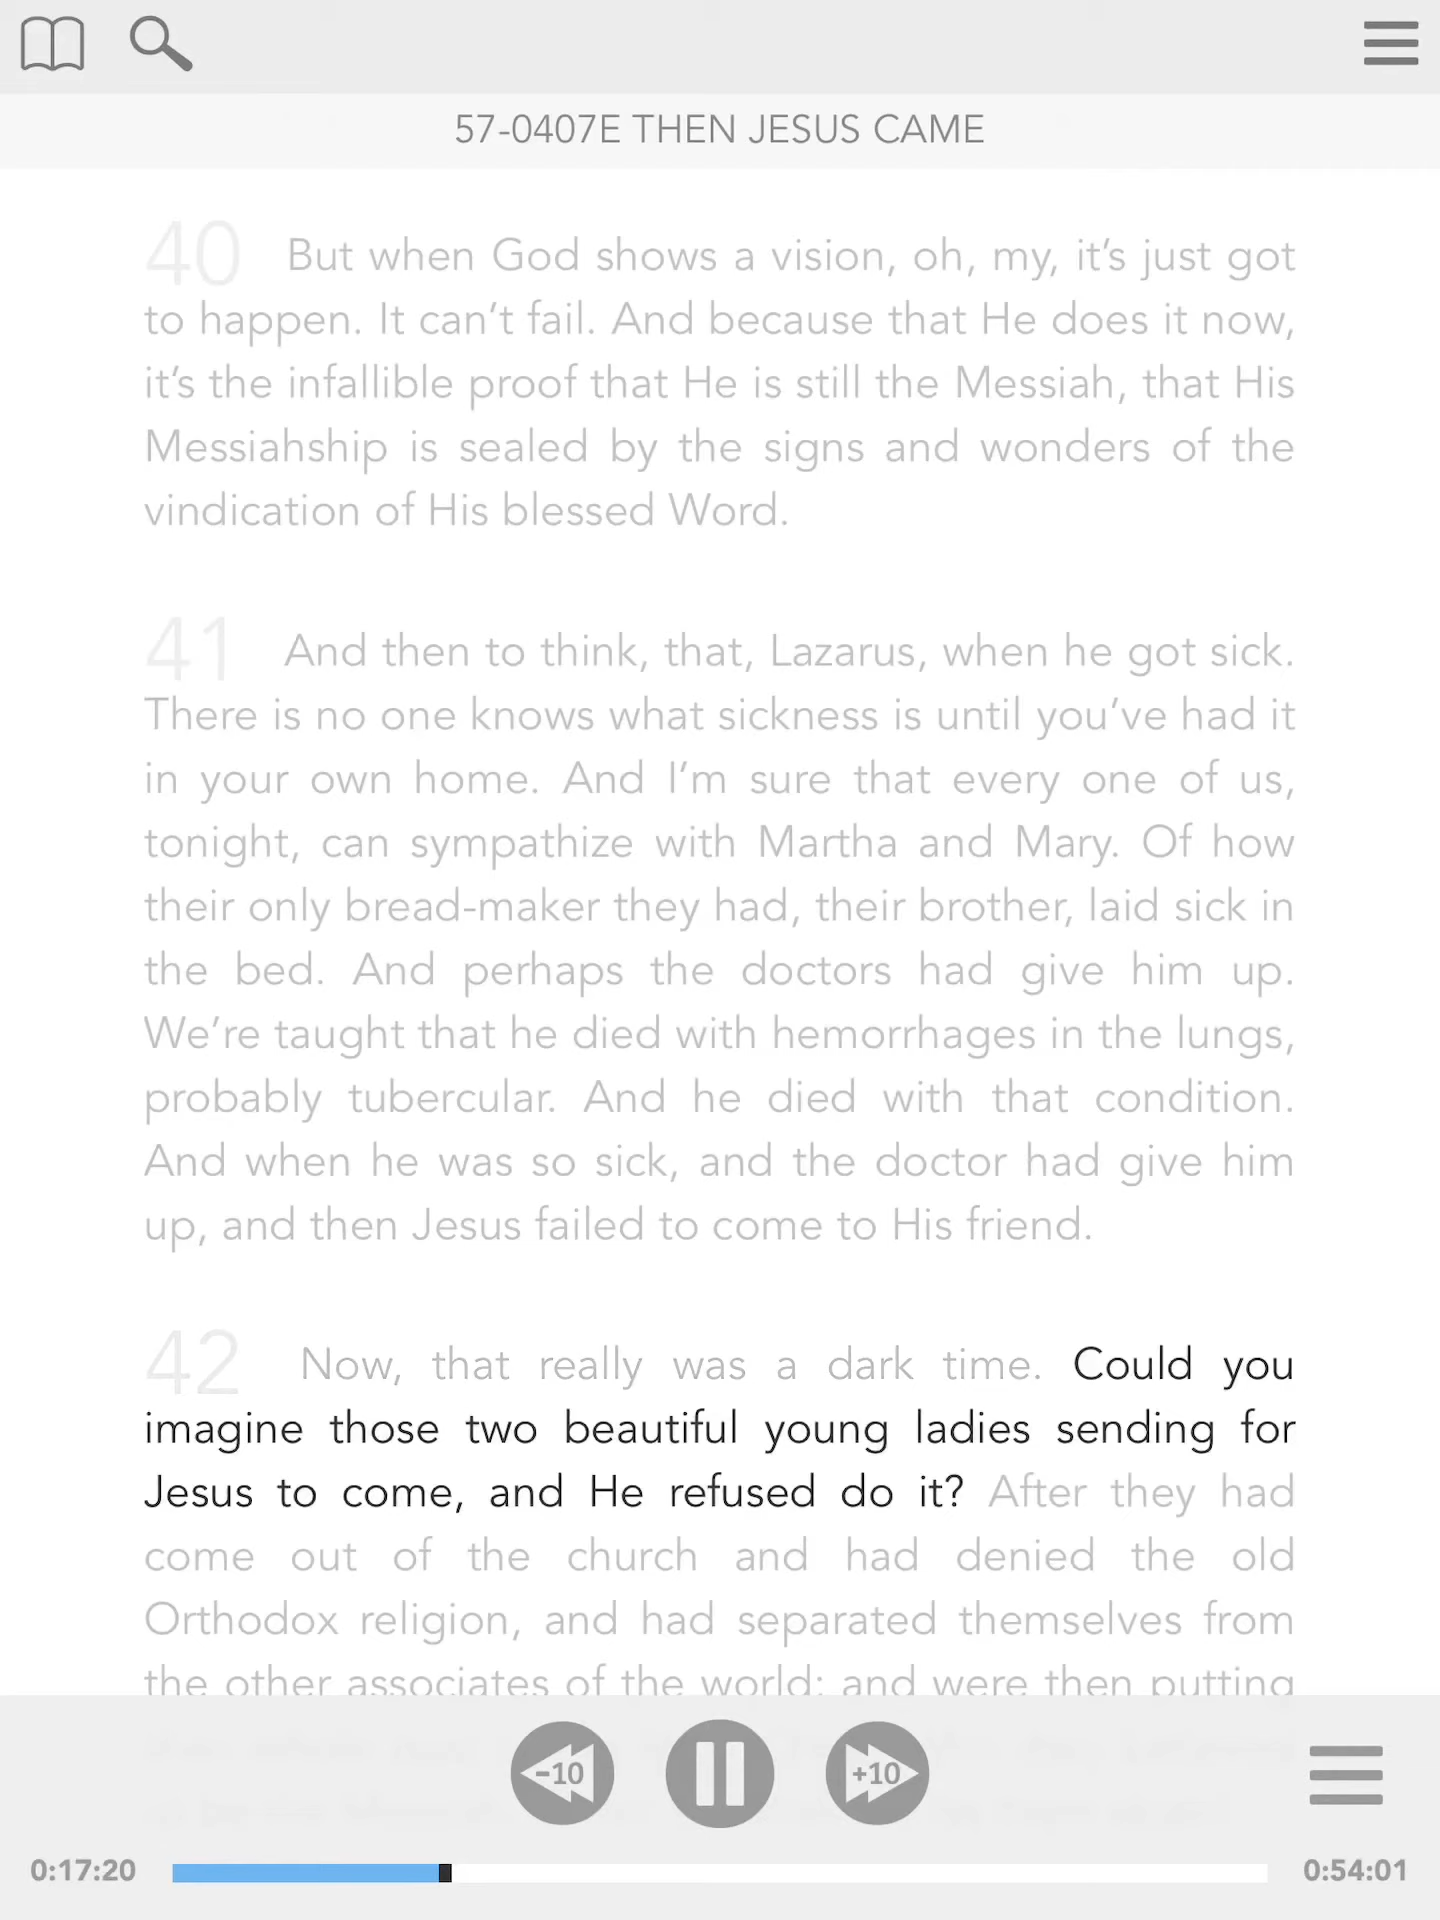 57-0407E THEN JESUS CAME
40 But when God shows a vision, oh, my, it’s just got
to happen. It can’t fail. And because that He does it now,
it’s the infallible proof that He is still the Messiah, that His
Messiahship is sealed by the signs and wonders of the
vindication of His blessed Word.
41 And then to think, that, Lazarus, when he got sick.
There is no one knows what sickness is until you’ve had it
in your own home. And I’m sure that every one of us,
tonight, can sympathize with Martha and Mary. Of how
their only bread-maker they had, their brother, laid sick in
the bed. And perhaps the doctors had give him up.
We’re taught that he died with hemorrhages in the lungs,
probably tubercular. And he died with that condition.
And when he was so sick, and the doctor had give him
up, and then Jesus failed to come to His friend.
42 Now, that really was a dark time. Could you
imagine those two beautiful young ladies sending for
Jesus to come, and He refused do it? After they had
come out of the church and had denied the old
Orthodox religion, and had separated themselves from
the other associates of the world; and were then putting
-10 +10
0:17:20 0:54:01